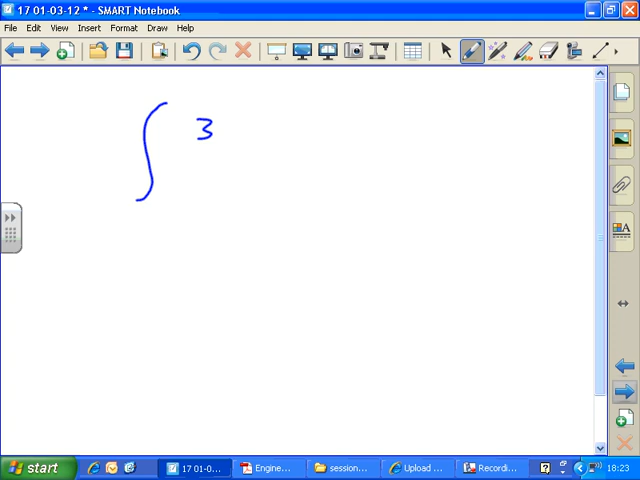 17 01-03-12 * - SMART Notebook
File Edit View Insert Format Draw Help
∫ 3
start 17 01-0... Engine... session... Upload ... Recordi... ? 18:23